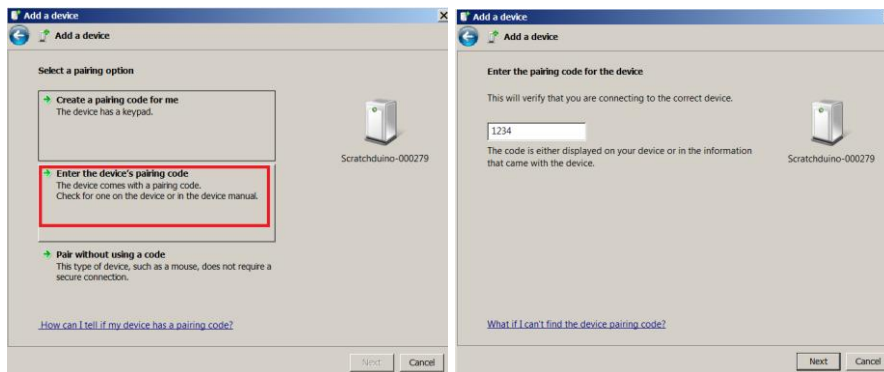 Add a device
Add a device
Select a pairing option
Create a pairing code for me
The device has a keypad.
Enter the device's pairing code
The device comes with a pairing code.
Check for one on the device or in the device manual.
Pair without using a code
This type of device, such as a mouse, does not require a
secure connection.
Scratchduino-000279
How can I tell if my device has a pairing code?
Next
Cancel
Add a device
Add a device
Enter the pairing code for the device
This will verify that you are connecting to the correct device.
1234
The code is either displayed on your device or in the information
that came with the device.
Scratchduino-000279
What if I can't find the device pairing code?
Next
Cancel